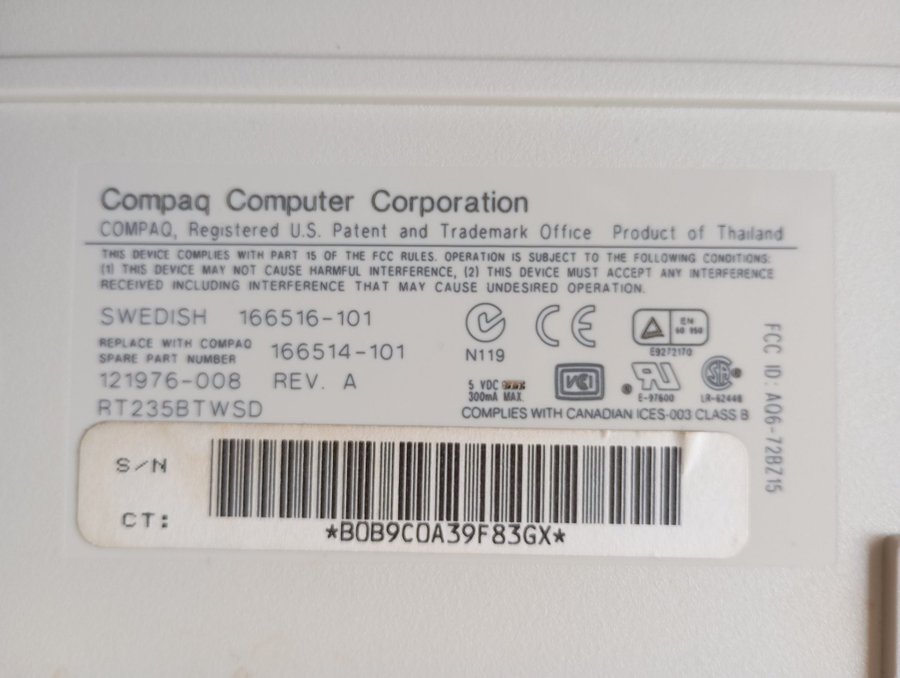 Compaq Computer Corporation
COMPAQ, Registered U.S. Patent and Trademark Office Product of Thailand
THIS DEVICE COMPLIES WITH PART 15 OF THE FCC RULES. OPERATION IS SUBJECT TO THE FOLLOWING CONDITIONS:
(1) THIS DEVICE MAY NOT CAUSE HARMFUL INTERFERENCE, (2) THIS DEVICE MUST ACCEPT ANY INTERFERENCE
RECEIVED INCLUDING INTERFERENCE THAT MAY CAUSE UNDESIRED OPERATION.
SWEDISH 166516-101
REPLACE WITH COMPAQ
SPARE PART NUMBER 166514-101
121976-008 REV. A
RT235BTWSD
N119
CE
EN
60 950
E9272170
5 VDC
300mA MAX.
VCI
E-97600
LR-62448
COMPLIES WITH CANADIAN ICES-003 CLASS B
FCC ID: AQ6-72BZ15
S/N
CT:
*B0B9C0A39F83GX*